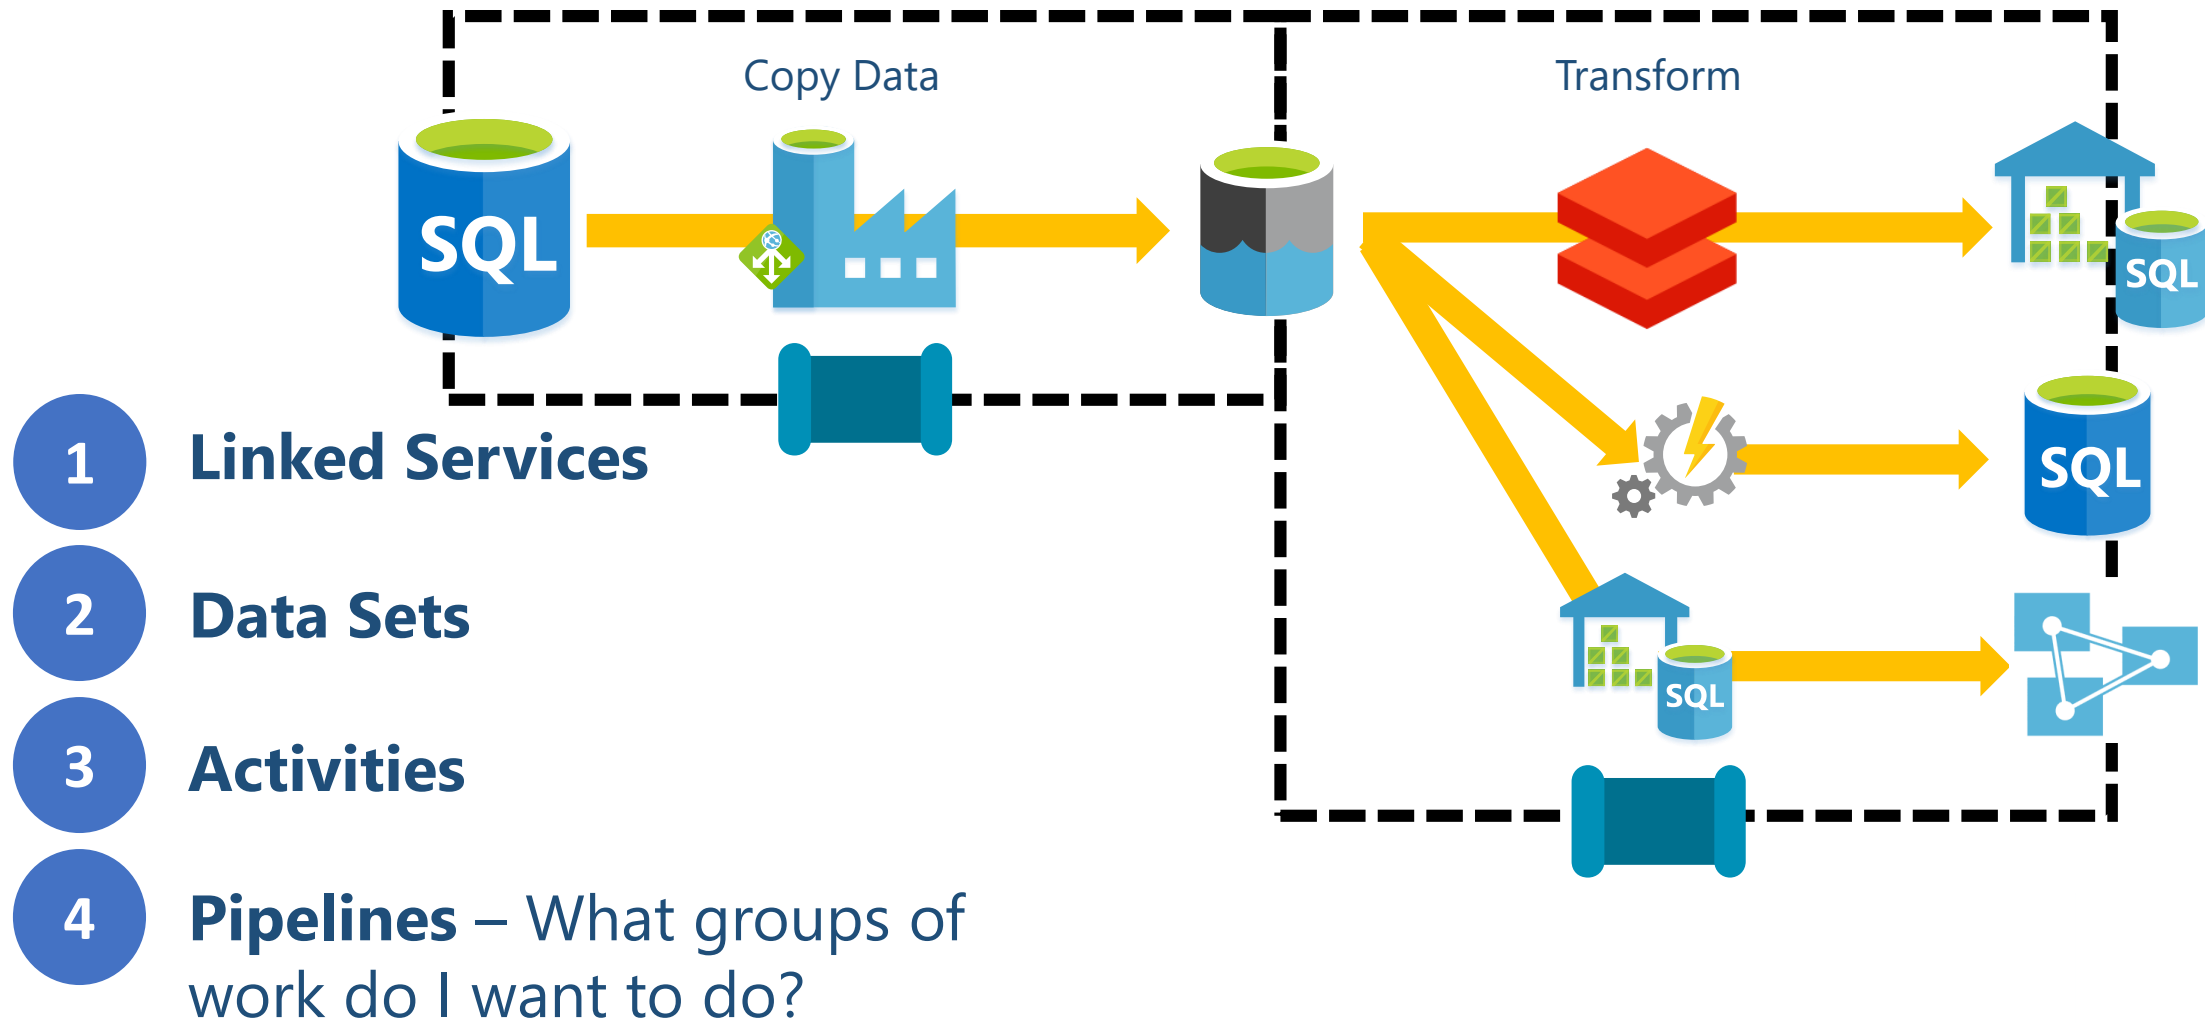 Copy Data
Transform
SQL
SQL
SQL
SQL
1
Linked Services
2
Data Sets
3
Activities
4
Pipelines – What groups of
work do I want to do?